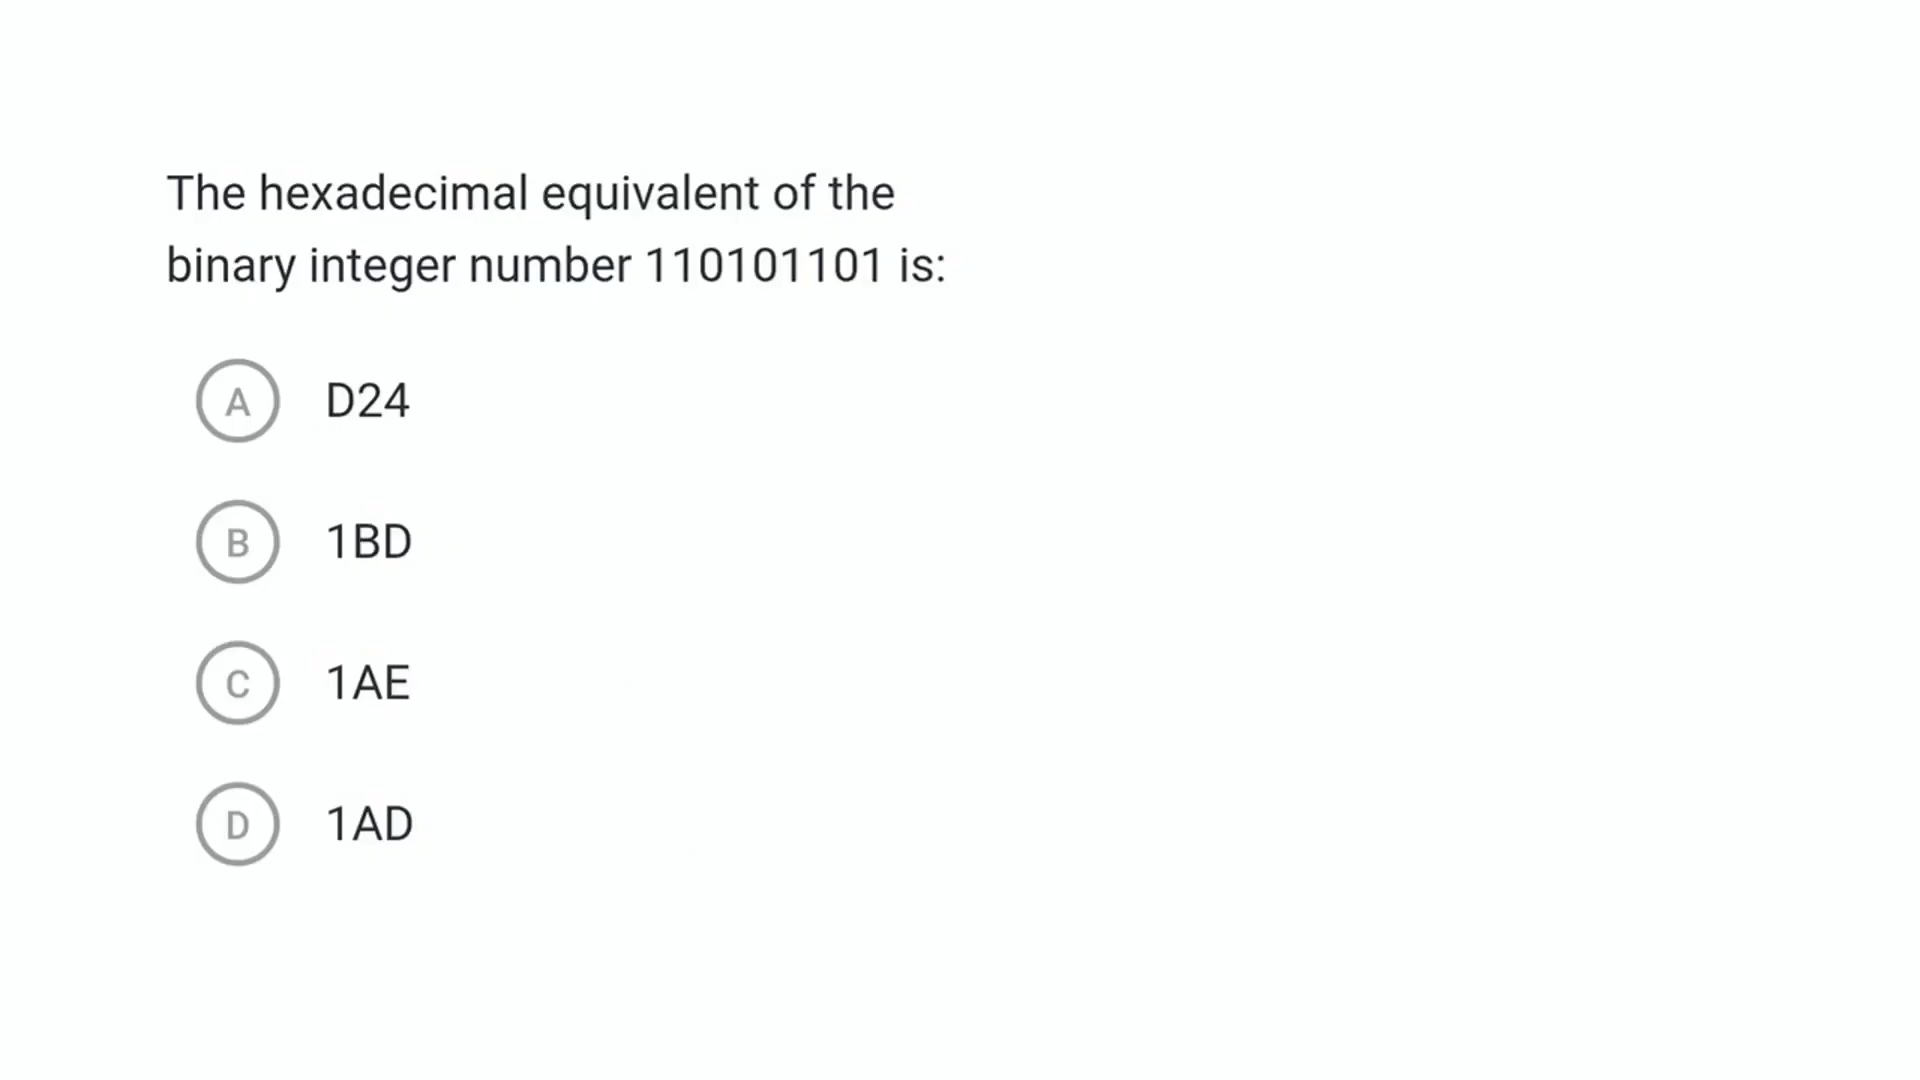 The hexadecimal equivalent of the
binary integer number 110101101 is:
A D24
B 1BD
C 1AE
D 1AD